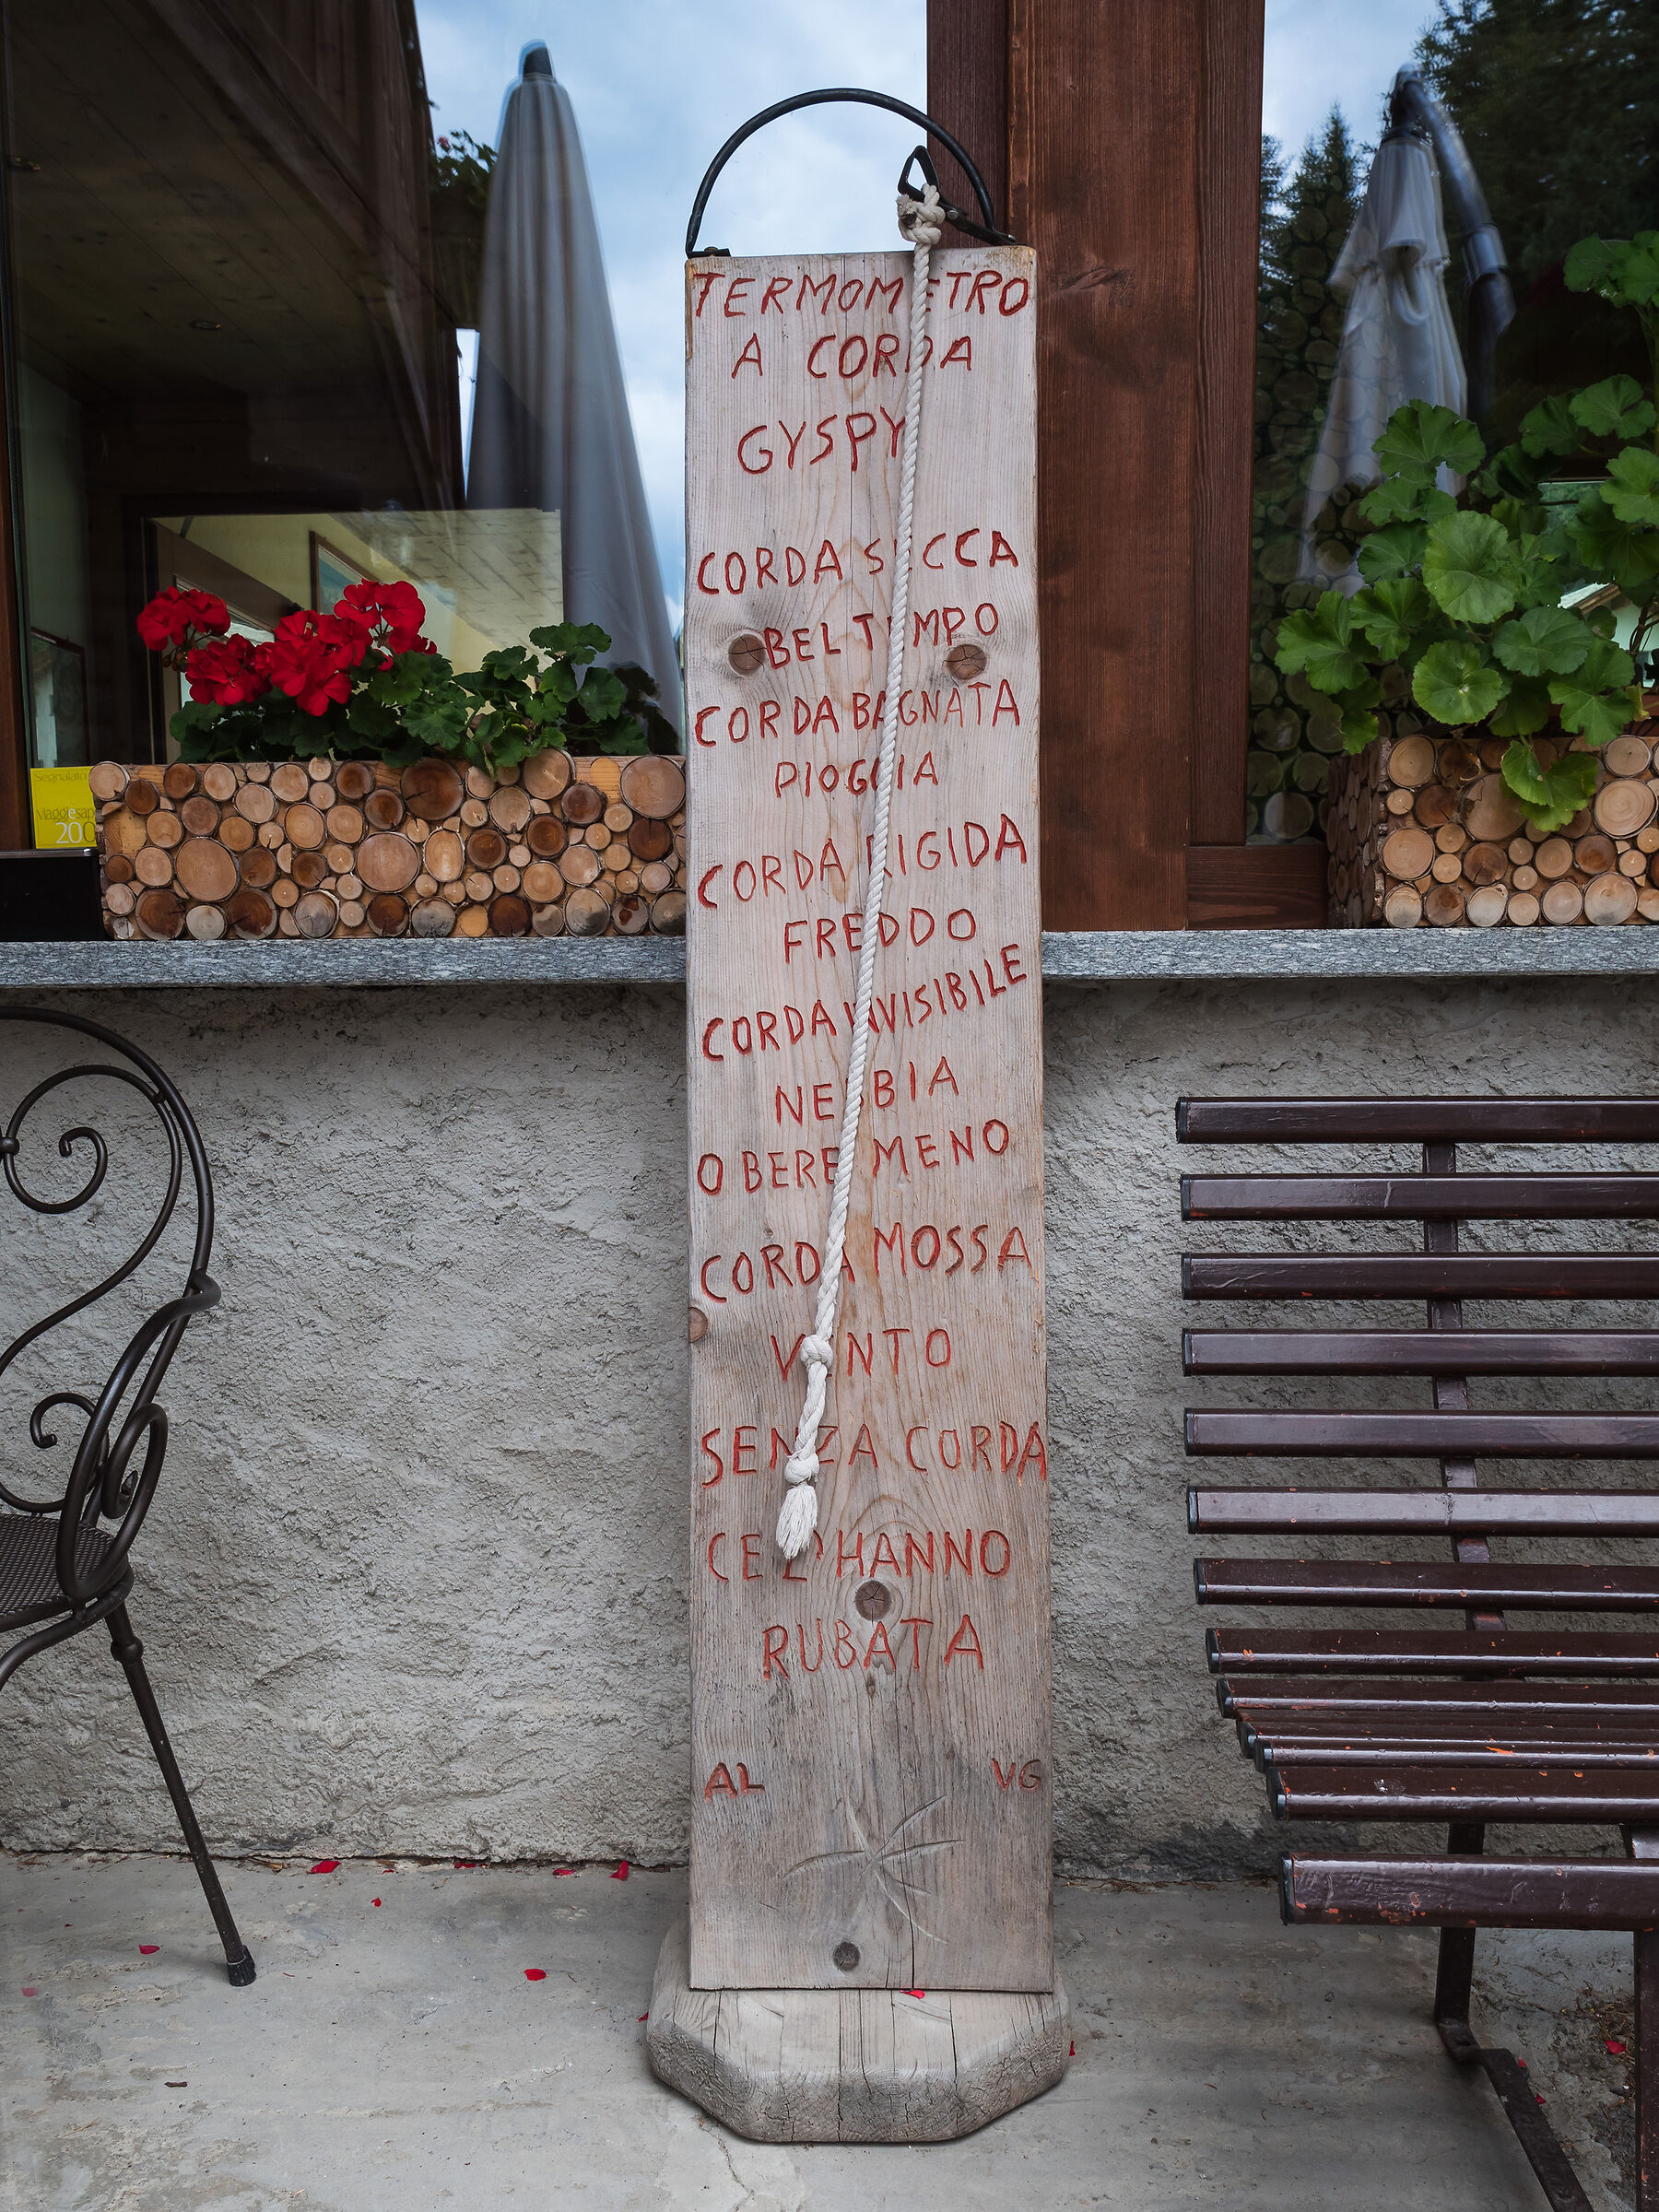 TERMOMETRO
A CORDA
GYSPY
CORDA SECCA
BEL TEMPO
CORDA BAGNATA
PIOGGIA
CORDA RIGIDA
FREDDO
CORDA INVISIBILE
NEBBIA
O BERE MENO
CORDA MOSSA
VENTO
SENZA CORDA
CE L'HANNO
RUBATA
AL VG
Segnalato